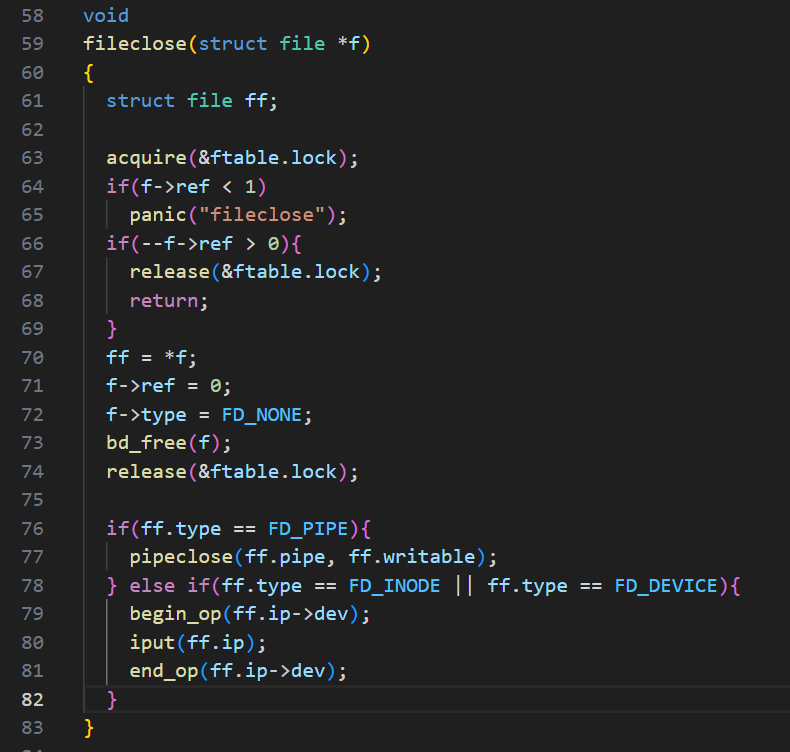 58 void
59 fileclose(struct file *f)
60 {
61   struct file ff;
62
63   acquire(&ftable.lock);
64   if(f->ref < 1)
65     panic("fileclose");
66   if(--f->ref > 0){
67     release(&ftable.lock);
68     return;
69   }
70   ff = *f;
71   f->ref = 0;
72   f->type = FD_NONE;
73   bd_free(f);
74   release(&ftable.lock);
75
76   if(ff.type == FD_PIPE){
77     pipeclose(ff.pipe, ff.writable);
78   } else if(ff.type == FD_INODE || ff.type == FD_DEVICE){
79     begin_op(ff.ip->dev);
80     iput(ff.ip);
81     end_op(ff.ip->dev);
82   }
83 }